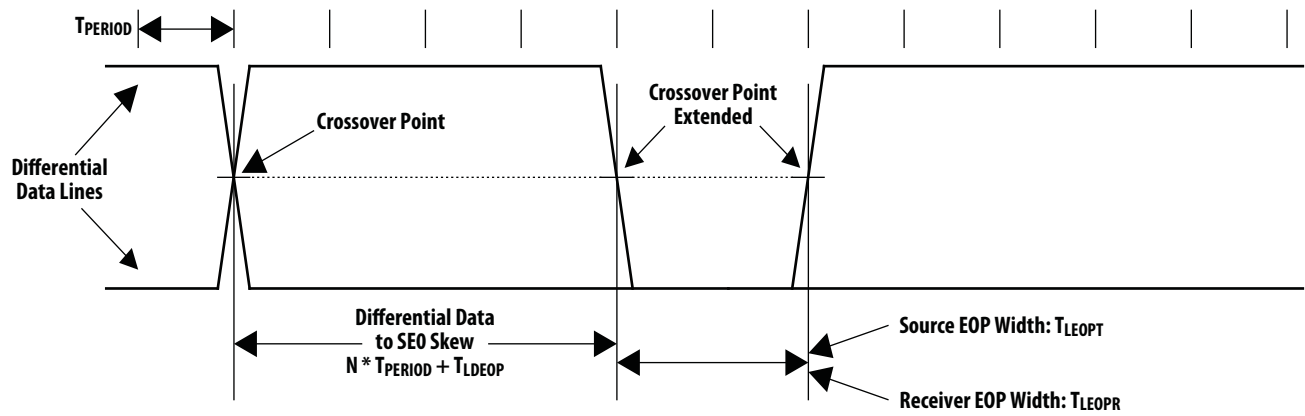 TPERIOD
Crossover Point
Crossover Point
Extended
Differential
Data Lines
Differential Data
to SE0 Skew
N * TPERIOD + TLDEOP
Source EOP Width: TLEOPT
Receiver EOP Width: TLEOPR